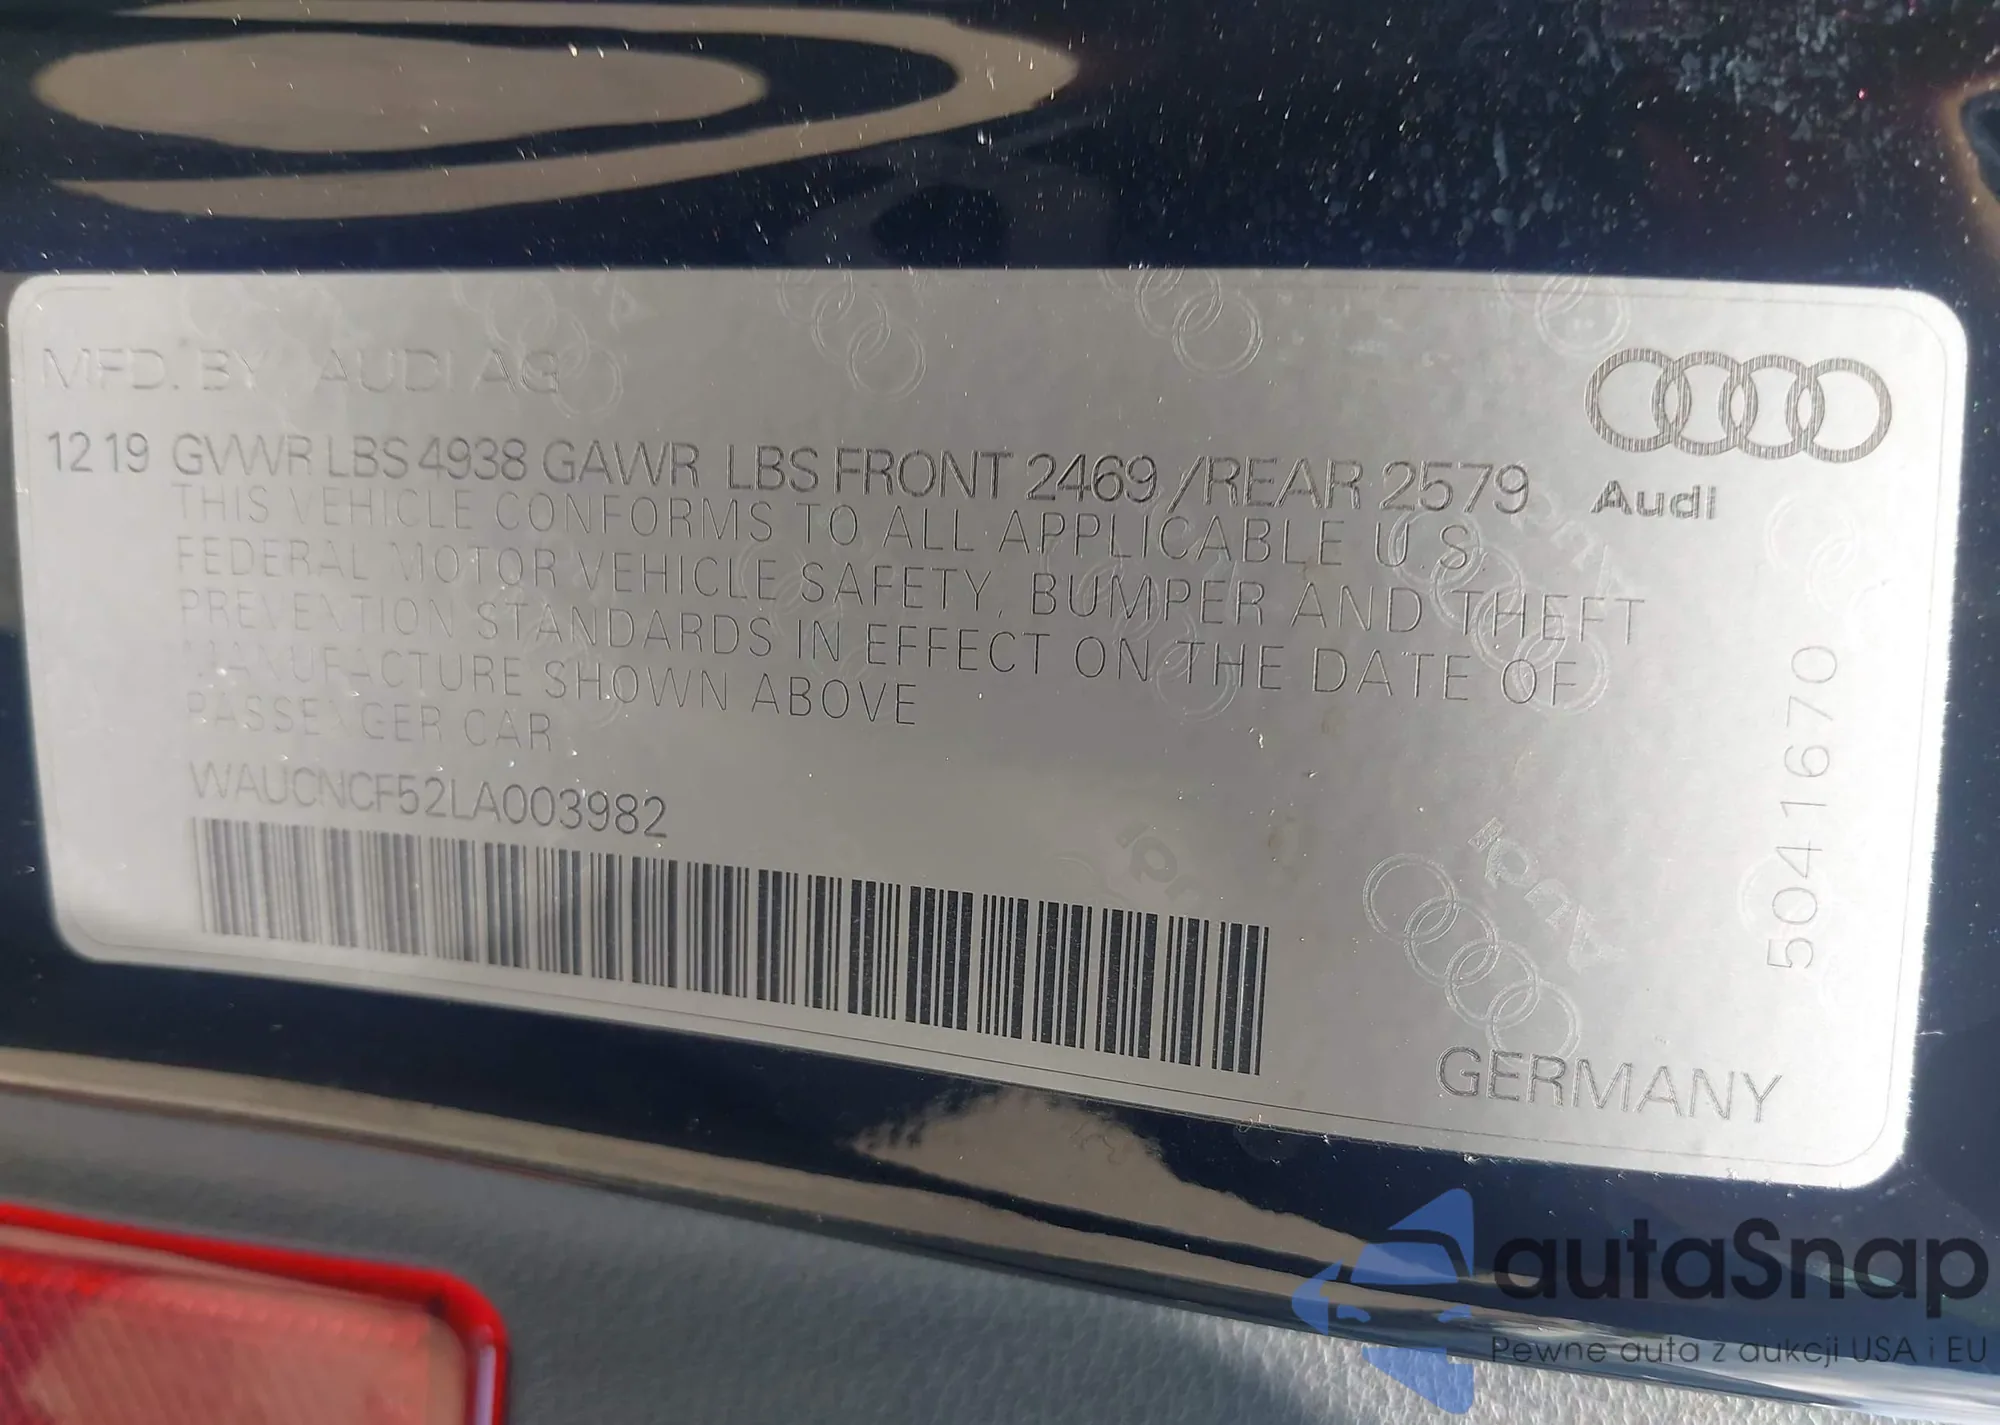 MFD. BY AUDI AG
12 19 GVWR LBS 4938 GAWR LBS FRONT 2469 /REAR 2579
THIS VEHICLE CONFORMS TO ALL APPLICABLE U.S.
FEDERAL MOTOR VEHICLE SAFETY, BUMPER AND THEFT
PREVENTION STANDARDS IN EFFECT ON THE DATE OF
MANUFACTURE SHOWN ABOVE
PASSENGER CAR
WAUCNCF52LA003982
Audi
5041670
Audi
GERMANY
autaSnap
Pewne auta z aukcji USA i EU